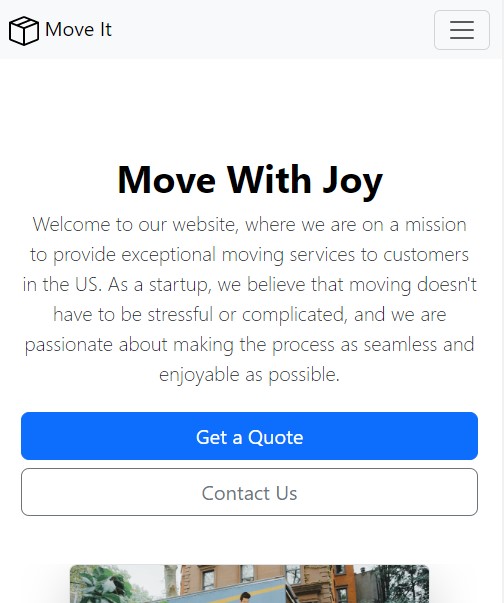 Move It
Move With Joy
Welcome to our website, where we are on a mission
to provide exceptional moving services to customers
in the US. As a startup, we believe that moving doesn't
have to be stressful or complicated, and we are
passionate about making the process as seamless and
enjoyable as possible.
Get a Quote
Contact Us